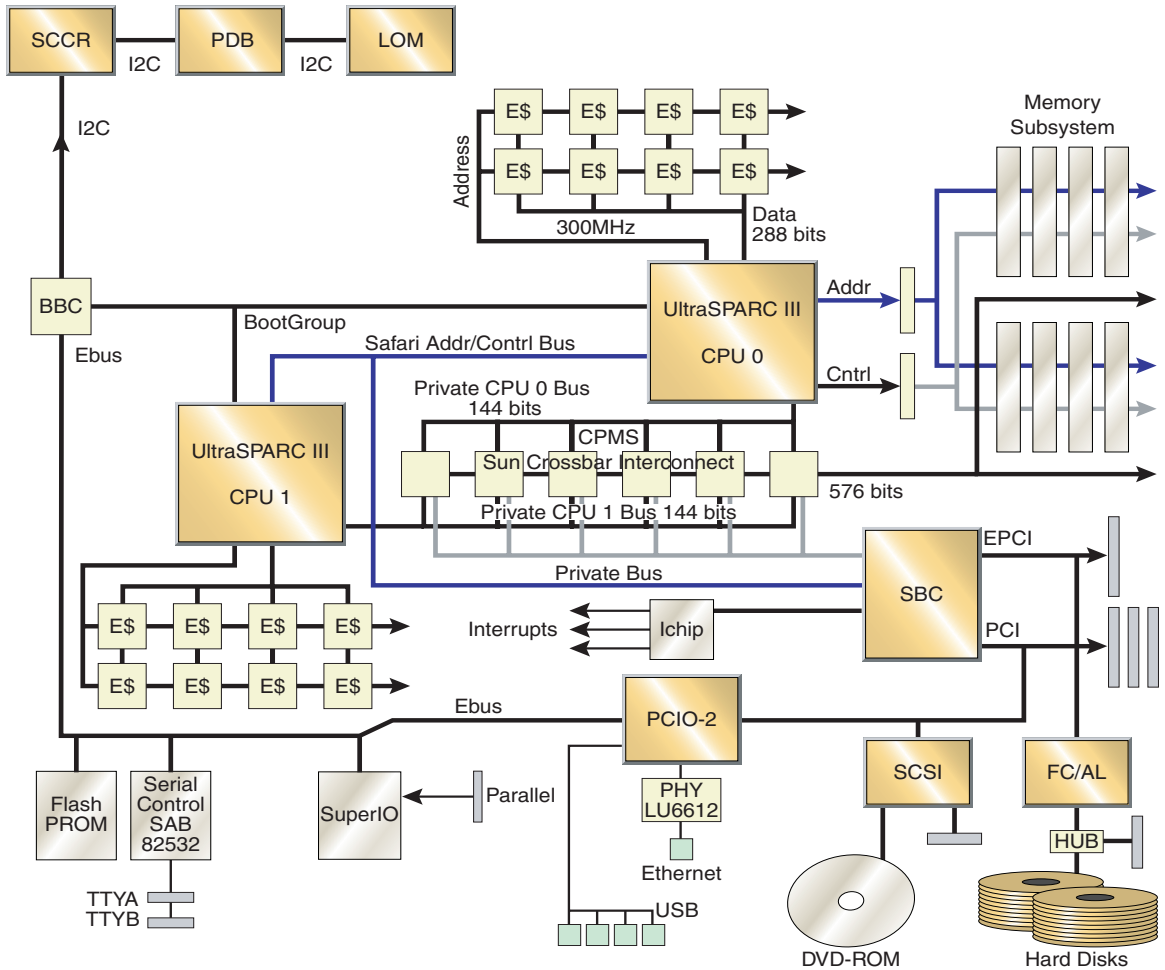 SCCR
PDB
LOM
I2C
I2C
I2C
E$
E$
E$
E$
E$
E$
E$
E$
Address
300MHz
Data
288 bits
Memory
Subsystem
BBC
BootGroup
Ebus
UltraSPARC III
CPU 0
Addr
Cntrl
Safari Addr/Contrl Bus
Private CPU 0 Bus
144 bits
CPMS
Sun Crossbar Interconnect
576 bits
Private CPU 1 Bus 144 bits
UltraSPARC III
CPU 1
Private Bus
SBC
EPCI
PCI
Interrupts
Ichip
E$
E$
E$
E$
E$
E$
E$
E$
Ebus
PCIO-2
SCSI
FC/AL
Flash
PROM
Serial
Control
SAB
82532
SuperIO
Parallel
PHY
LU6612
HUB
Ethernet
TTYA
TTYB
USB
DVD-ROM
Hard Disks